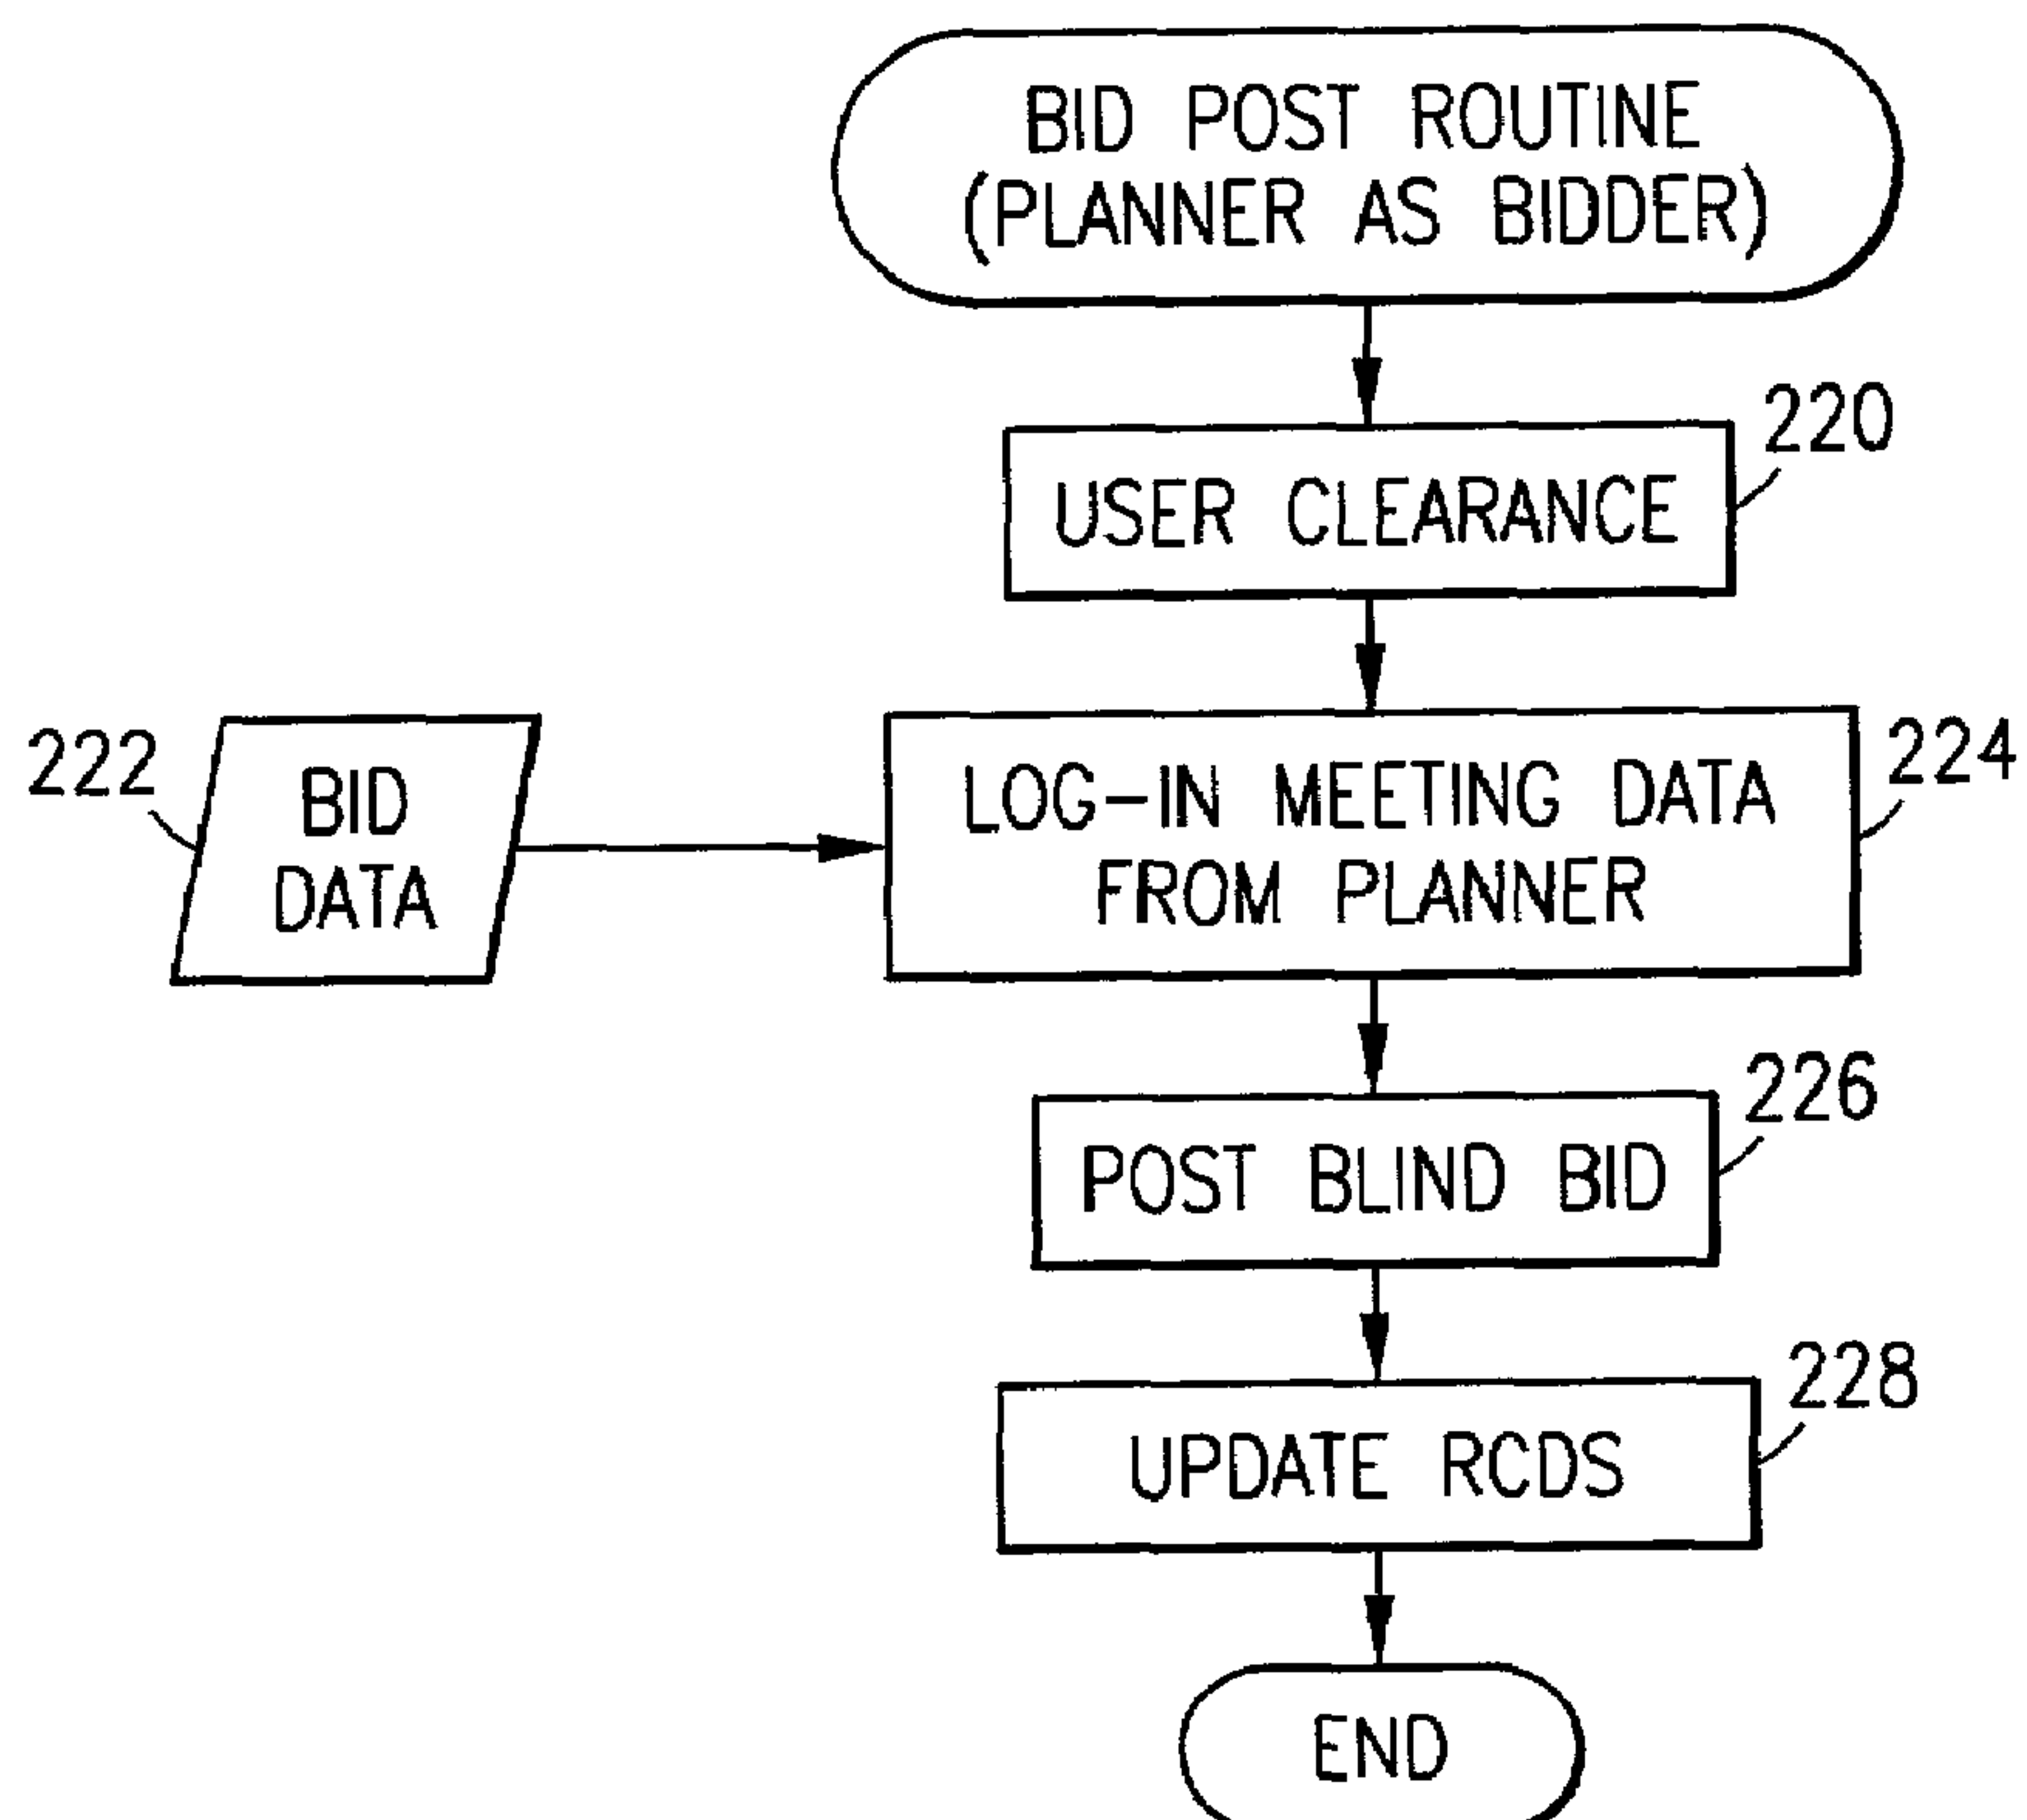 BID POST ROUTINE
(PLANNER AS BIDDER)
220
USER CLEARANCE
222
BID
DATA
224
LOG-IN MEETING DATA
FROM PLANNER
226
POST BLIND BID
228
UPDATE RCDS
END